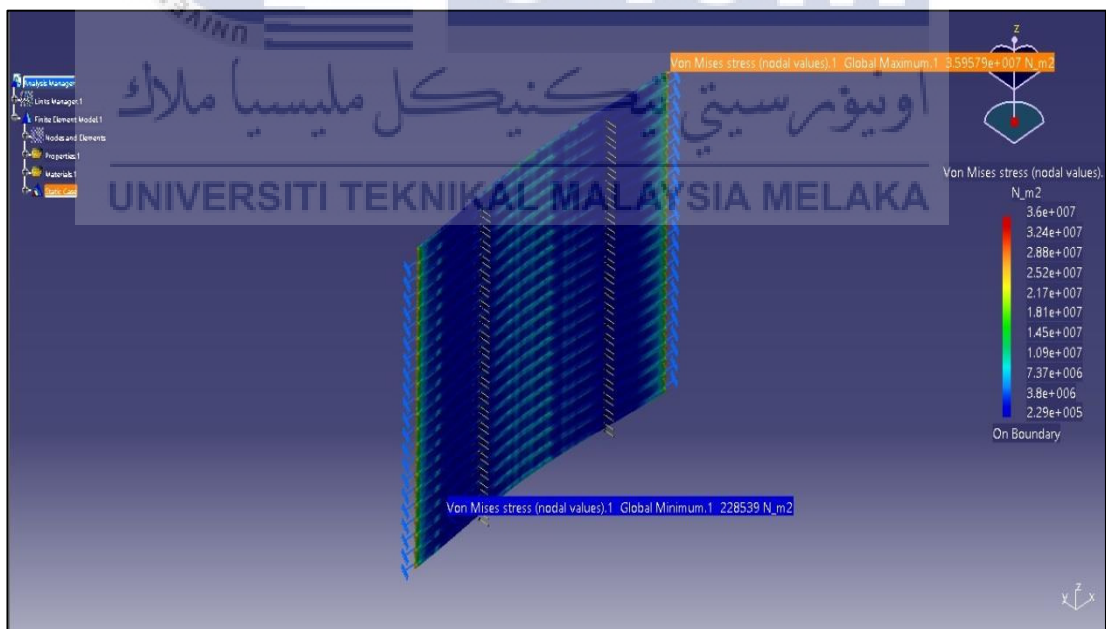 Von Mises stress (nodal values).1 Global Maximum.1 3.59579e+007 N_m2
Analysis Manager
Links Manager.1
Finite Element Model.1
Nodes and Elements
Properties.1
Materials.1
Static Case
اونيۏرسيتي تيكنيكل مليسيا ملاك
UNIVERSITI TEKNIKAL MALAYSIA MELAKA
z
Von Mises stress (nodal values).
N_m2
3.6e+007
3.24e+007
2.88e+007
2.52e+007
2.17e+007
1.81e+007
1.45e+007
1.09e+007
7.37e+006
3.8e+006
2.29e+005
On Boundary
Von Mises stress (nodal values).1 Global Minimum.1 228539 N_m2
z
y x